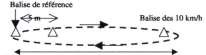 Balise de référence
5 m
Balise des 10 km/h